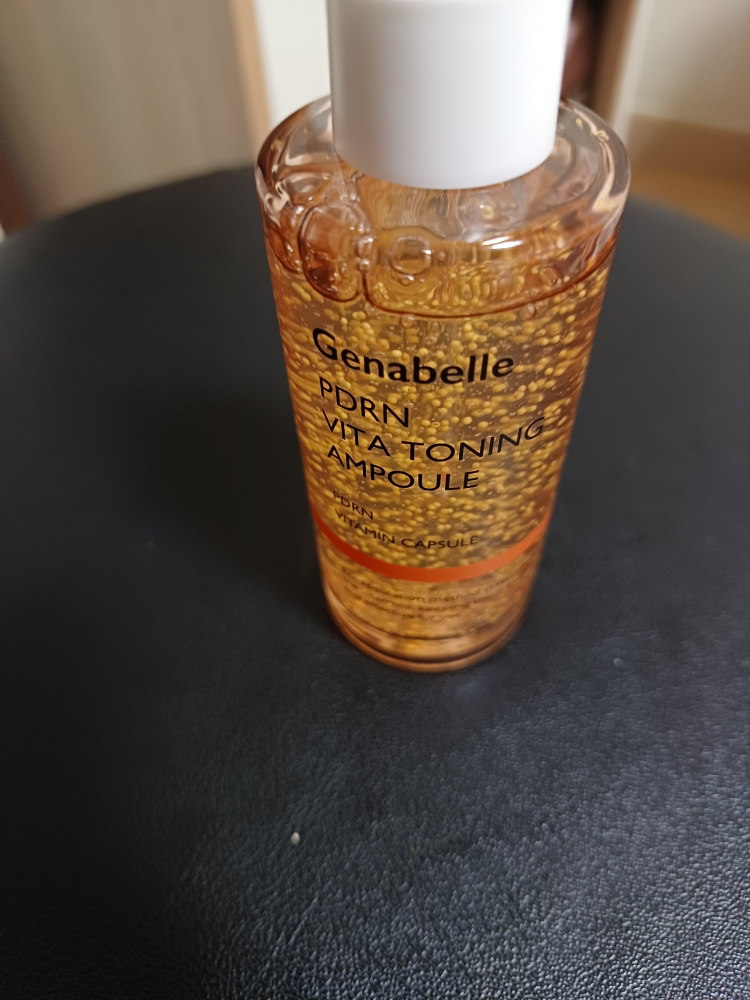 Genabelle
PDRN
VITA TONING
AMPOULE
PDRN
VITAMIN CAPSULE